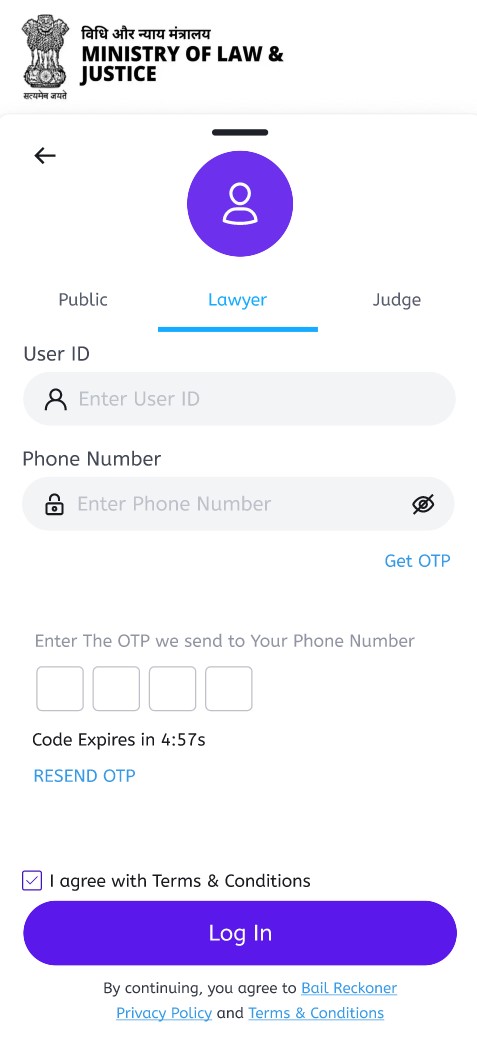 विधि और न्याय मंत्रालय
MINISTRY OF LAW &
JUSTICE
सत्यमेव जयते
Public
Lawyer
Judge
User ID
Enter User ID
Phone Number
Enter Phone Number
Get OTP
Enter The OTP we send to Your Phone Number
Code Expires in 4:57s
RESEND OTP
I agree with Terms & Conditions
Log In
By continuing, you agree to Bail Reckoner
Privacy Policy and Terms & Conditions